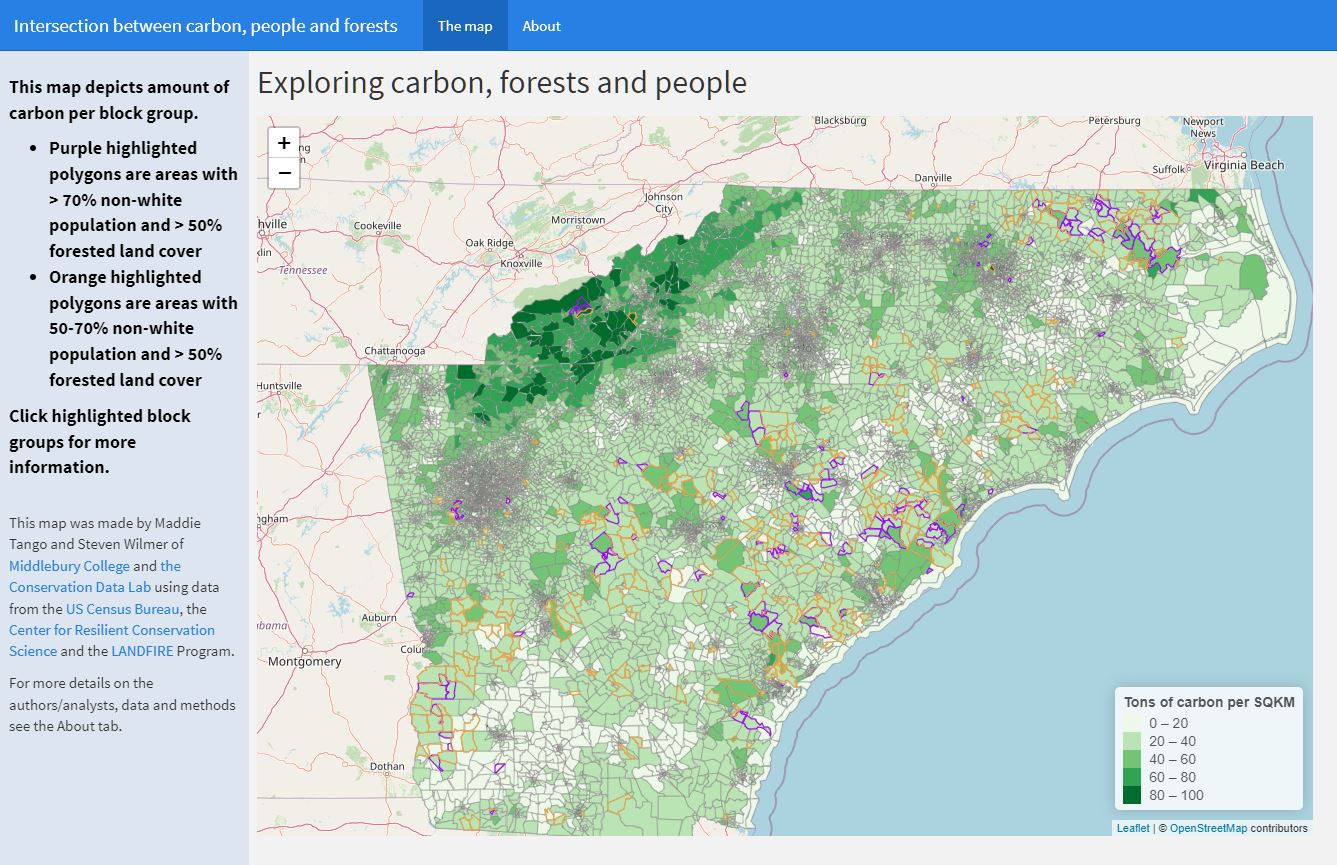 Intersection between carbon, people and forests
The map
About
This map depicts amount of
carbon per block group.
• Purple highlighted
polygons are areas with
> 70% non-white
population and > 50%
forested land cover
• Orange highlighted
polygons are areas with
50-70% non-white
population and > 50%
forested land cover
Click highlighted block
groups for more
information.
This map was made by Maddie
Tango and Steven Wilmer of
Middlebury College and the
Conservation Data Lab using data
from the US Census Bureau, the
Center for Resilient Conservation
Science and the LANDFIRE Program.
For more details on the
authors/analysts, data and methods
see the About tab.
Exploring carbon, forests and people
+
−
Blacksburg
Petersburg
Newport
News
Virginia Beach
Suffolk
Danville
Johnson
City
Morristown
Cookeville
hville
klin
Oak Ridge
Knoxville
Tennessee
Chattanooga
Huntsville
ngham
Auburn
bama
Montgomery
Colu
Dothan
Tons of carbon per SQKM
0 – 20
20 – 40
40 – 60
60 – 80
80 – 100
Leaflet | © OpenStreetMap contributors